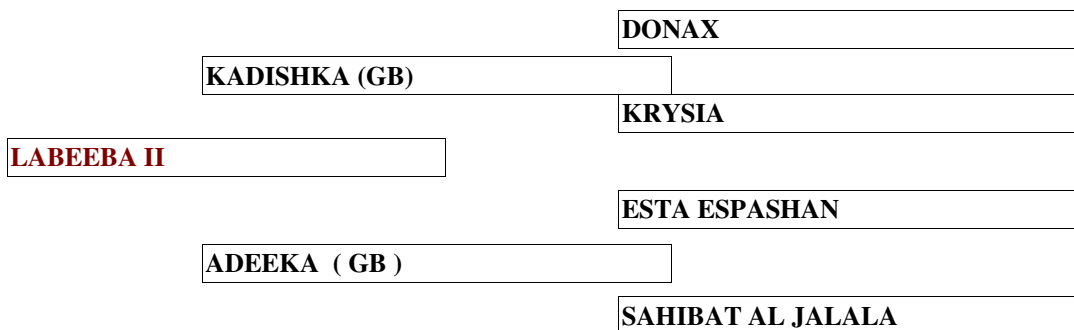 DONAX
KADISHKA (GB)
KRYSIA
LABEEBA II
ESTA ESPASHAN
ADEEKA ( GB )
SAHIBAT AL JALALA